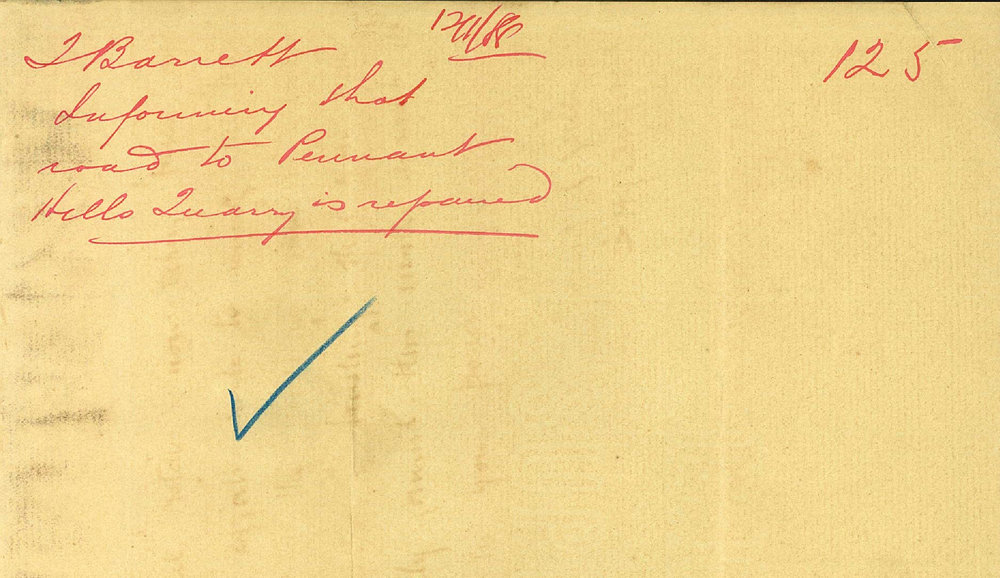 J Barrett
Informing that
road to Pennant
Hills Quarry is repaired
125